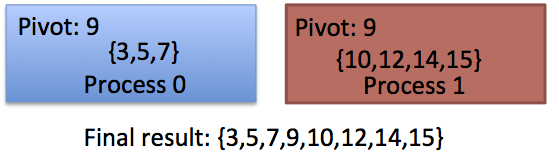 Pivot: 9
{3,5,7}
Process 0
Pivot: 9
{10,12,14,15}
Process 1
Final result: {3,5,7,9,10,12,14,15}